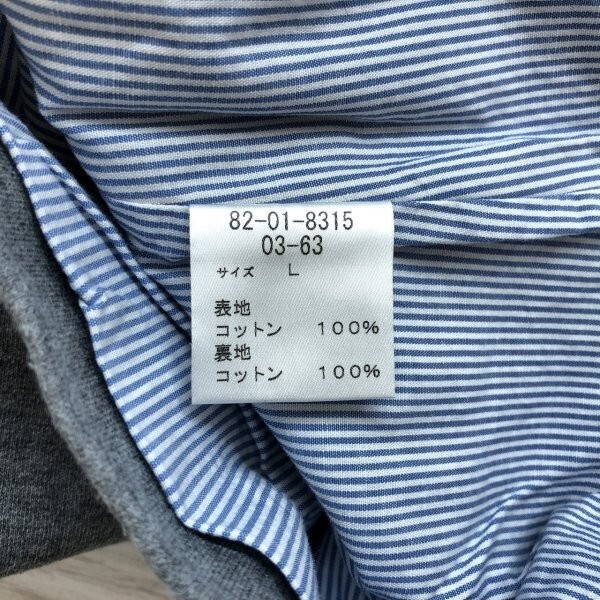 82-01-8315
03-63
サイズ L
表地
コットン 100%
裏地
コットン 100%